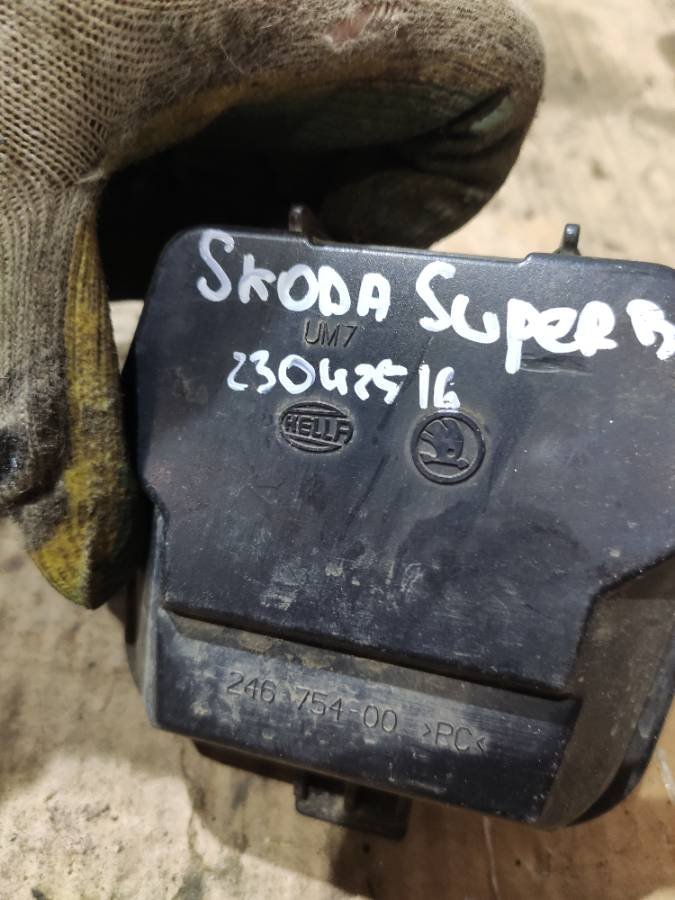 SKODA SuperB
UM7
23042516
HELLA
246 754-00 >PC<